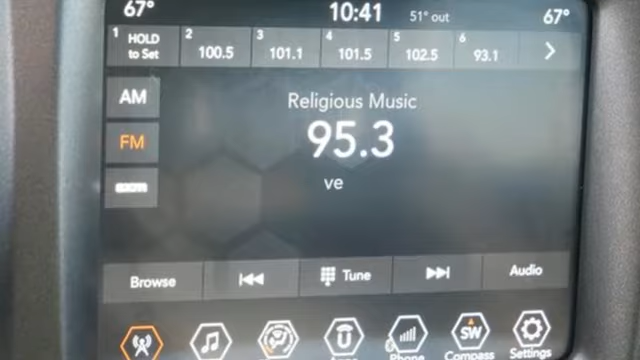 67° 10:41 51° out 67°
1 HOLD to Set 2 100.5 3 101.1 4 101.5 5 102.5 6 93.1
AM
Religious Music
FM
95.3
ve
Browse Tune Audio
SW
Phone Compass Settings